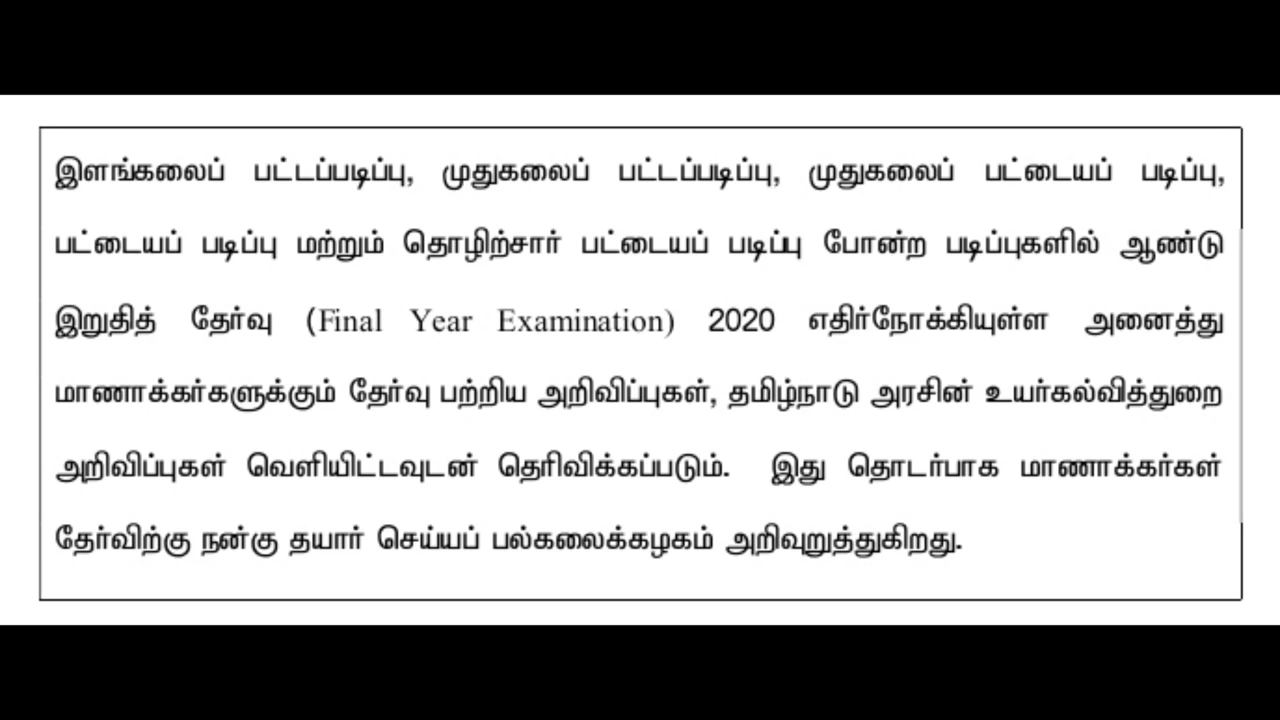 இளங்கலைப் பட்டப்படிப்பு, முதுகலைப் பட்டப்படிப்பு, முதுகலைப் பட்டையப் படிப்பு,
பட்டையப் படிப்பு மற்றும் தொழிற்சார் பட்டையப் படிப்பு போன்ற படிப்புகளில் ஆண்டு
இறுதித் தேர்வு (Final Year Examination) 2020 எதிர்நோக்கியுள்ள அனைத்து
மாணாக்கர்களுக்கும் தேர்வு பற்றிய அறிவிப்புகள், தமிழ்நாடு அரசின் உயர்கல்வித்துறை
அறிவிப்புகள் வெளியிட்டவுடன் தெரிவிக்கப்படும். இது தொடர்பாக மாணாக்கர்கள்
தேர்விற்கு நன்கு தயார் செய்யப் பல்கலைக்கழகம் அறிவுறுத்துகிறது.